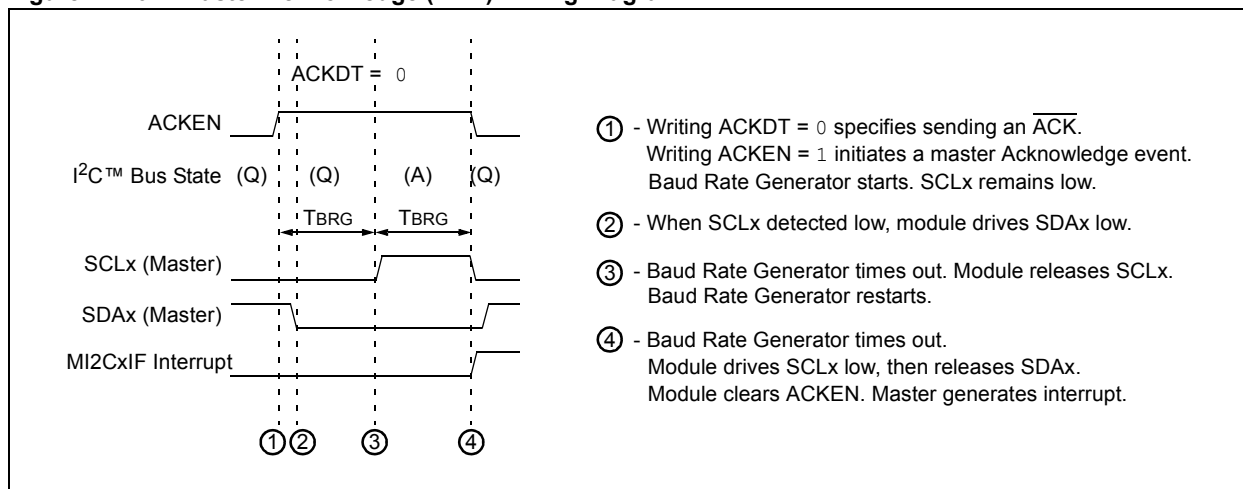 ACKDT = 0
ACKEN
I²C™ Bus State (Q) (Q) (A) (Q)
TBRG TBRG
SCLx (Master)
SDAx (Master)
MI2CxIF Interrupt
1 2 3 4
1 - Writing ACKDT = 0 specifies sending an ACK.
Writing ACKEN = 1 initiates a master Acknowledge event.
Baud Rate Generator starts. SCLx remains low.
2 - When SCLx detected low, module drives SDAx low.
3 - Baud Rate Generator times out. Module releases SCLx.
Baud Rate Generator restarts.
4 - Baud Rate Generator times out.
Module drives SCLx low, then releases SDAx.
Module clears ACKEN. Master generates interrupt.